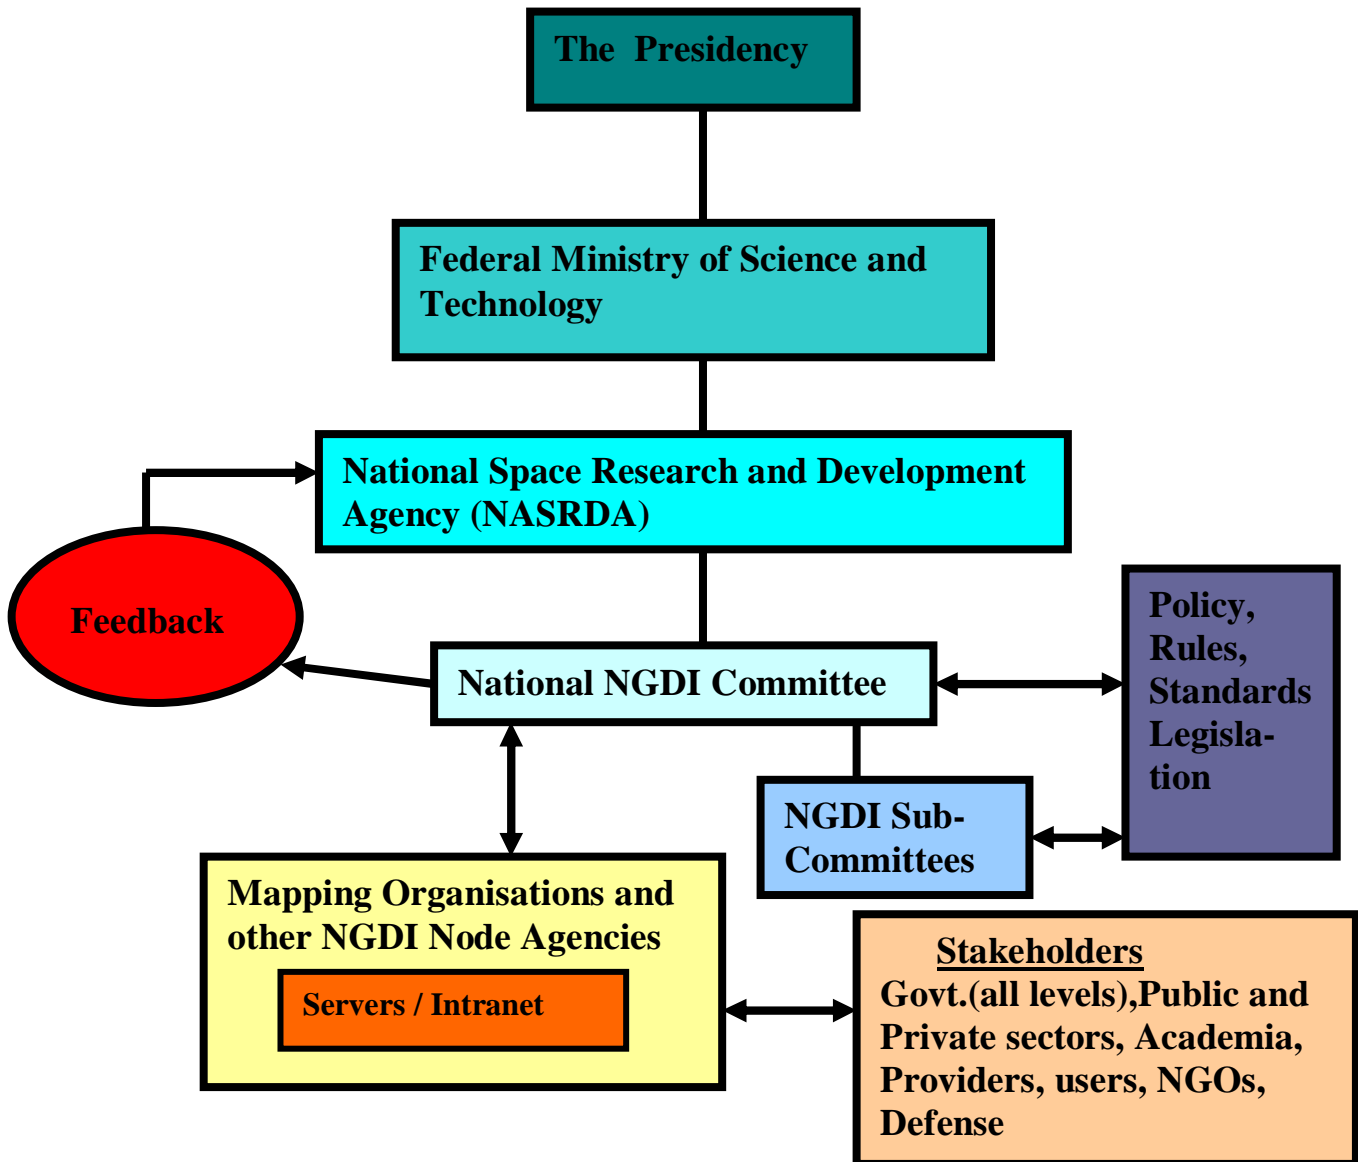 The Presidency
Federal Ministry of Science and
Technology
National Space Research and Development
Agency (NASRDA)
Feedback
Policy,
Rules,
Standards
Legisla-
tion
National NGDI Committee
NGDI Sub-
Committees
Mapping Organisations and
other NGDI Node Agencies
Servers / Intranet
Stakeholders
Govt.(all levels),Public and
Private sectors, Academia,
Providers, users, NGOs,
Defense